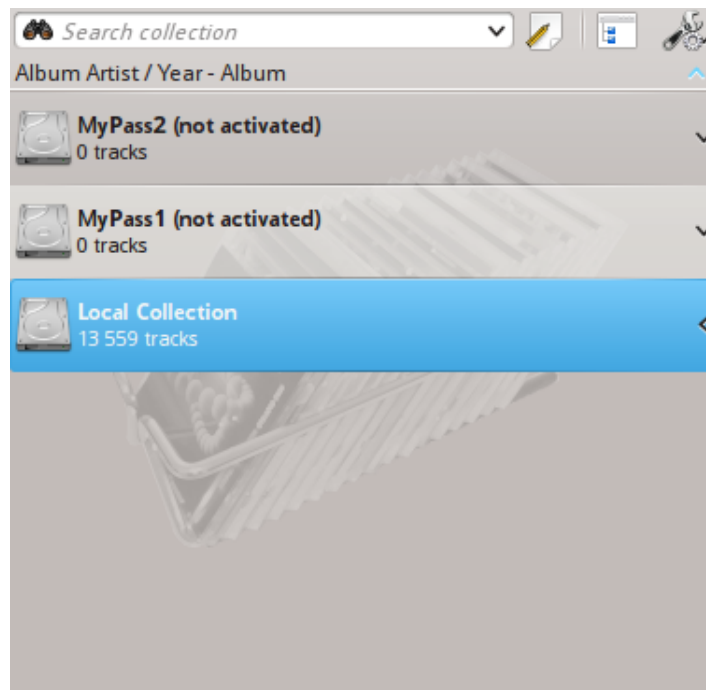 Search collection
Album Artist / Year - Album
MyPass2 (not activated)
0 tracks
MyPass1 (not activated)
0 tracks
Local Collection
13 559 tracks